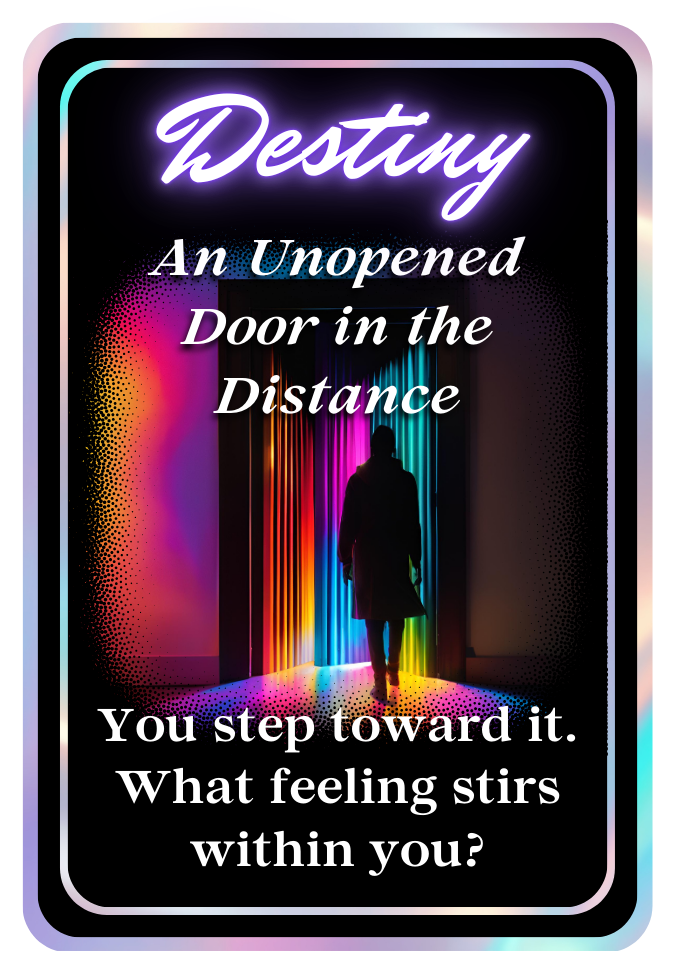 Destiny
An Unopened
Door in the
Distance
You step toward it.
What feeling stirs
within you?